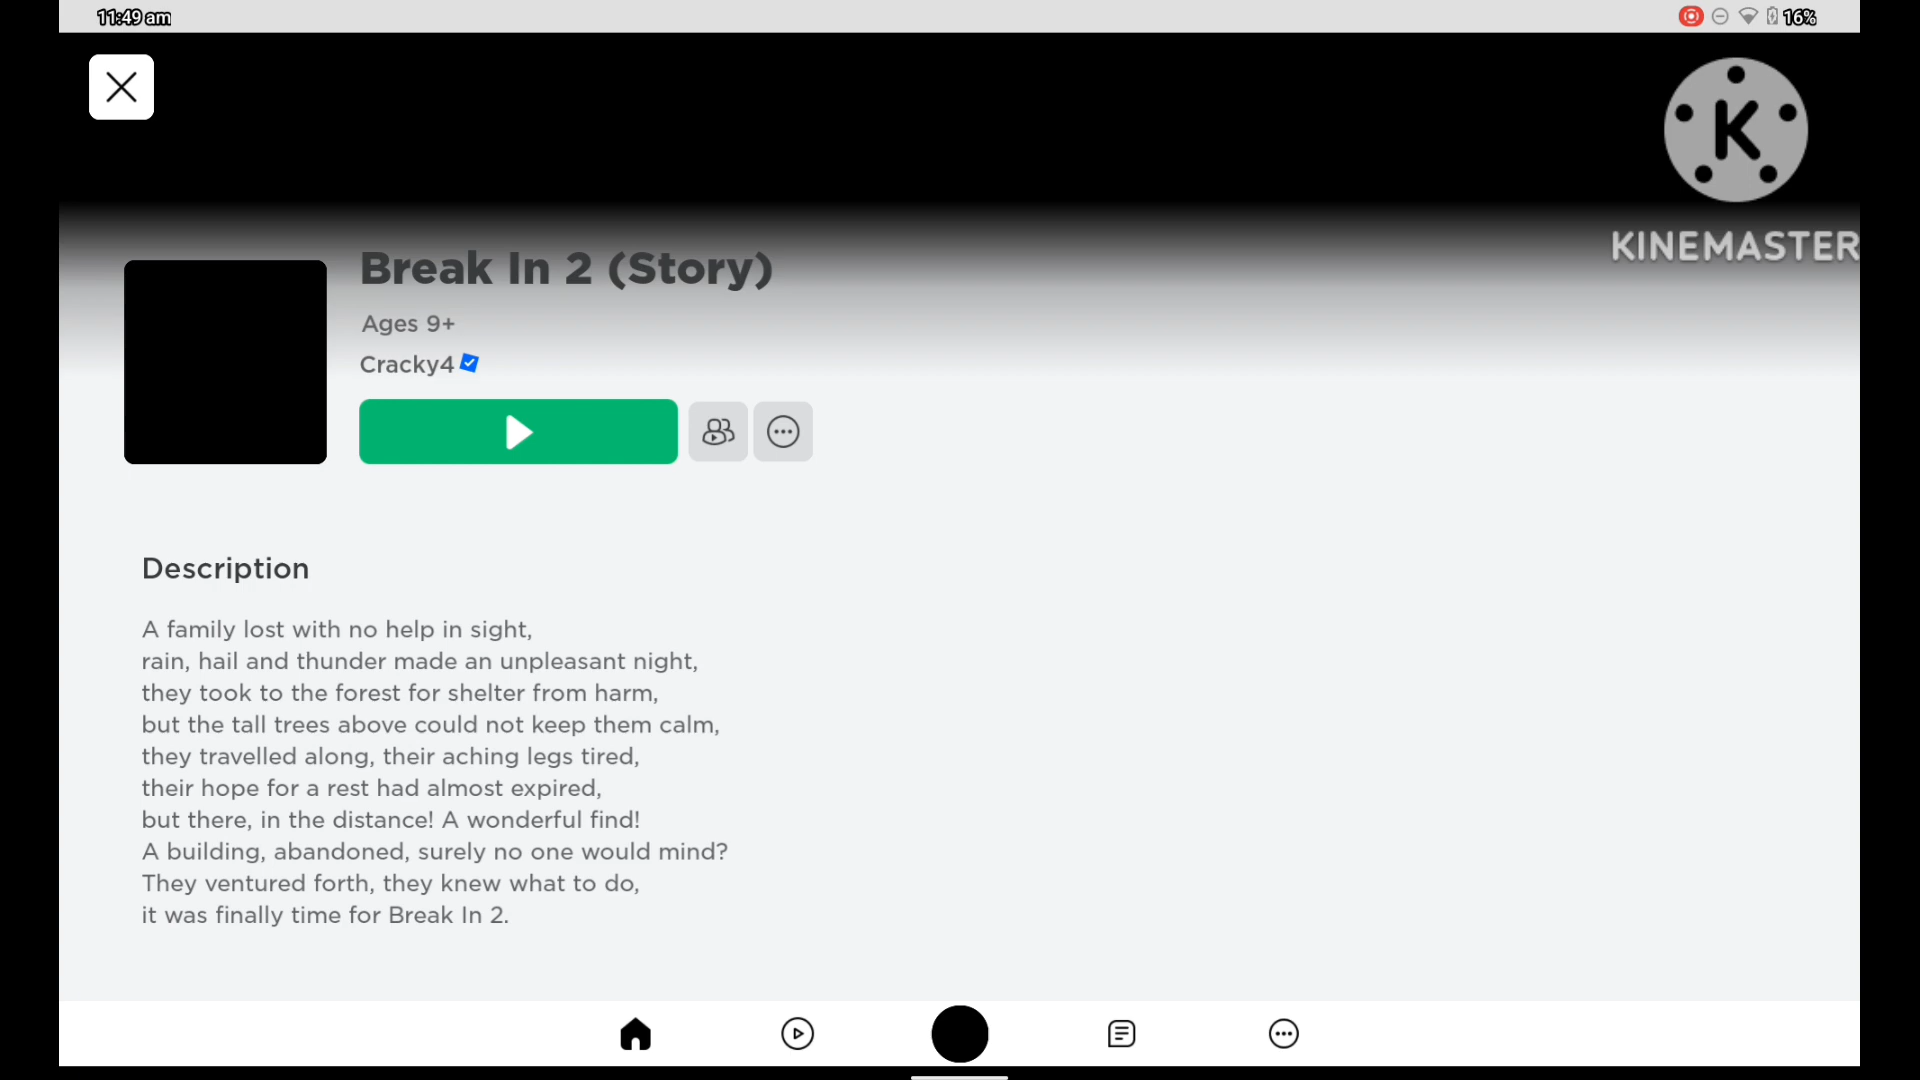 11:49 am
16%
K
KINEMASTER
Break In 2 (Story)
Ages 9+
Cracky4
Description
A family lost with no help in sight,
rain, hail and thunder made an unpleasant night,
they took to the forest for shelter from harm,
but the tall trees above could not keep them calm,
they travelled along, their aching legs tired,
their hope for a rest had almost expired,
but there, in the distance! A wonderful find!
A building, abandoned, surely no one would mind?
They ventured forth, they knew what to do,
it was finally time for Break In 2.